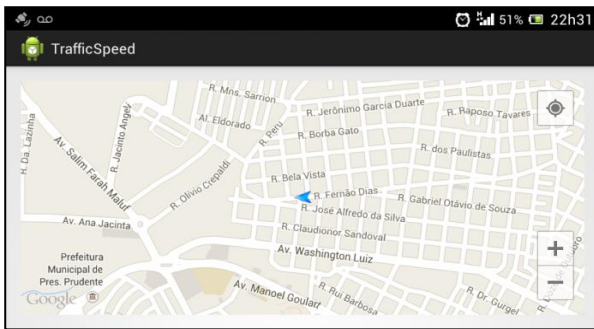 51% 22h31
TrafficSpeed
R. Mns. Sarrion
R. Jerônimo Garcia Duarte
R. Raposo Tavares
R. Da. Lazinha
R. Jacinto Angev
Al. Eldorado
R. Peru
R. Borba Gato
Av. Salim Farah Maluf
R. dos Paulistas
R. Olivio Crepaldi
R. Bela Vista
R. Fernão Dias
R. Gabriel Otávio de Souza
R. José Alfredo da Silva
Av. Ana Jacinta
R. Claudionor Sandoval
Av. Washington Luiz
+
Prefeitura
Municipal de
Pres. Prudente
Av. Manoel Goulart
R. Rui Barbosa
R. Dr. Gurgel
−
Google